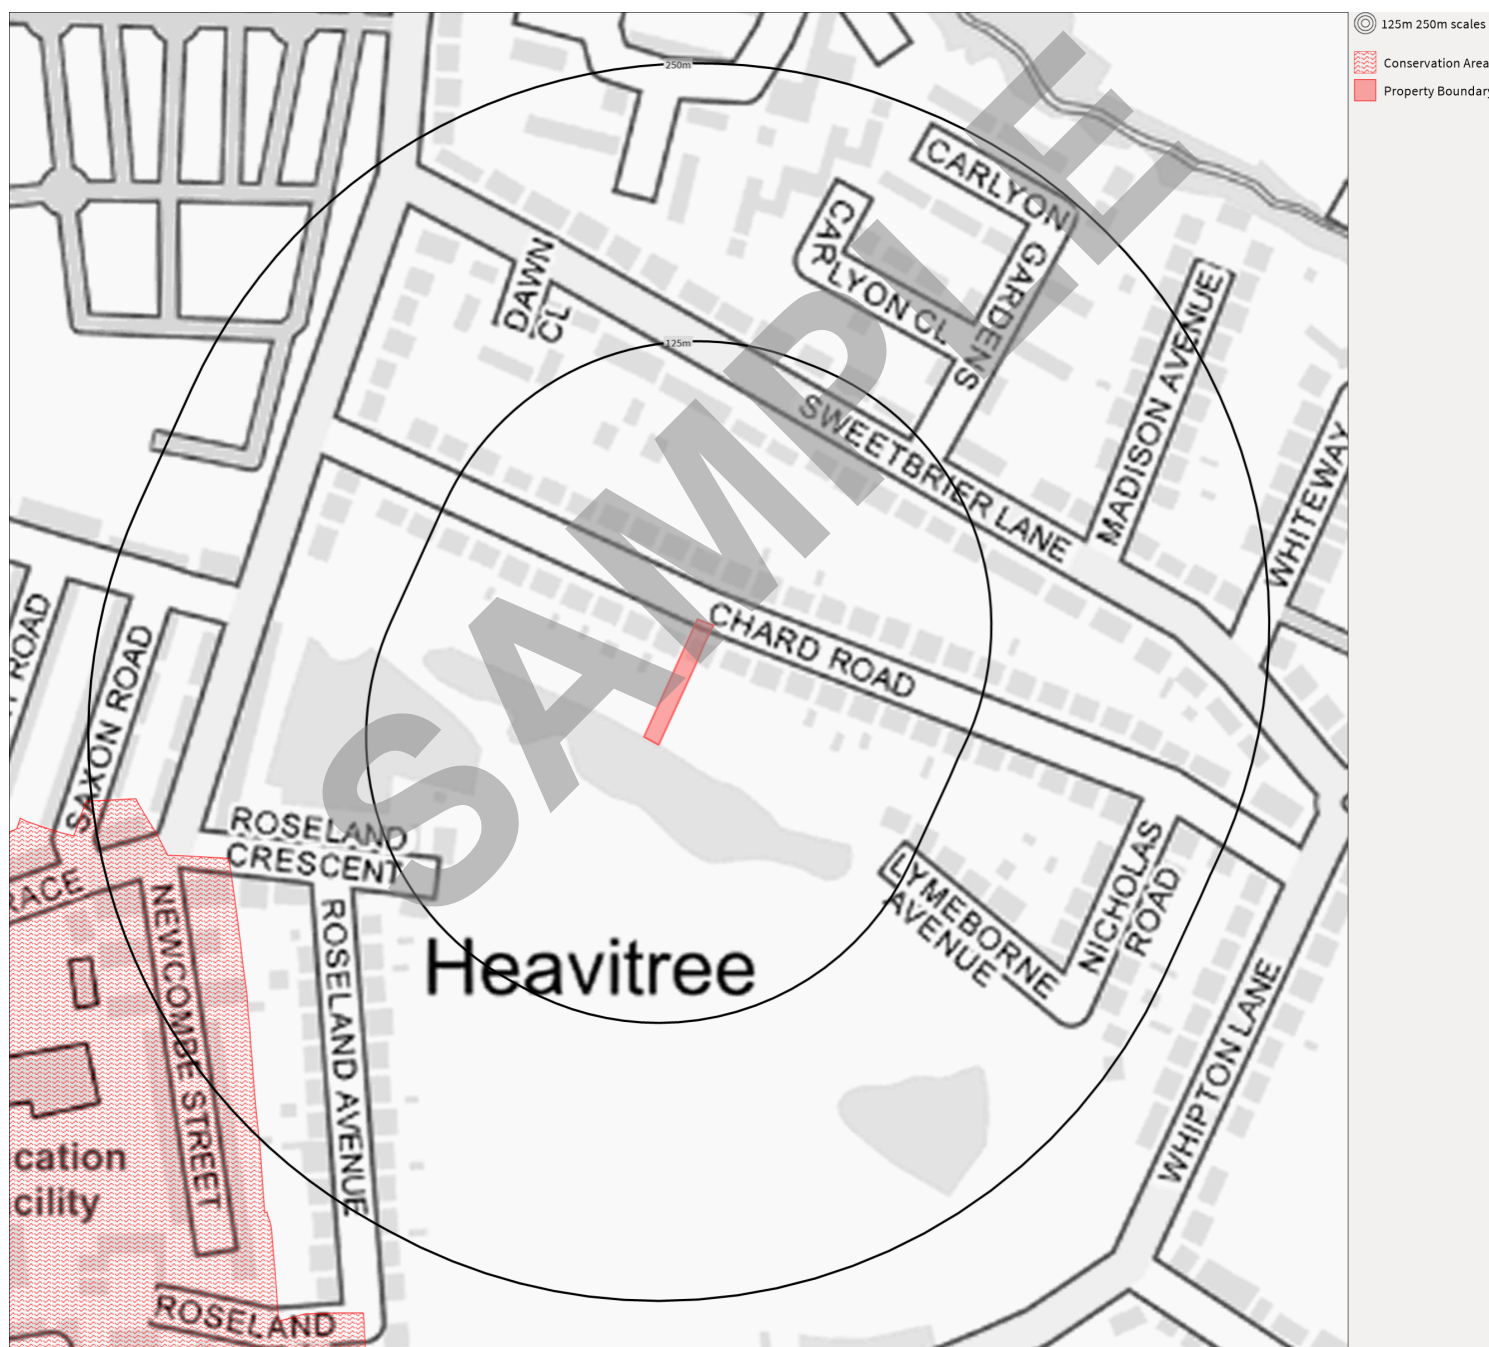 250m
125m 250m scales
Conservation Area
Property Boundary
CARLYON
GARDENS
CARLYON CL
DAWN
CL
125m
MADISON AVENUE
SWEETBRIER LANE
WHITEWAY
CHARD ROAD
ROAD
SAXON ROAD
SAMPLE
ROSELAND
CRESCENT
RACE
NEWCOMBE STREET
ROSELAND AVENUE
Heavitree
LYMEBORNE
AVENUE
NICHOLAS
ROAD
WHIPTON LANE
cation
cility
ROSELAND